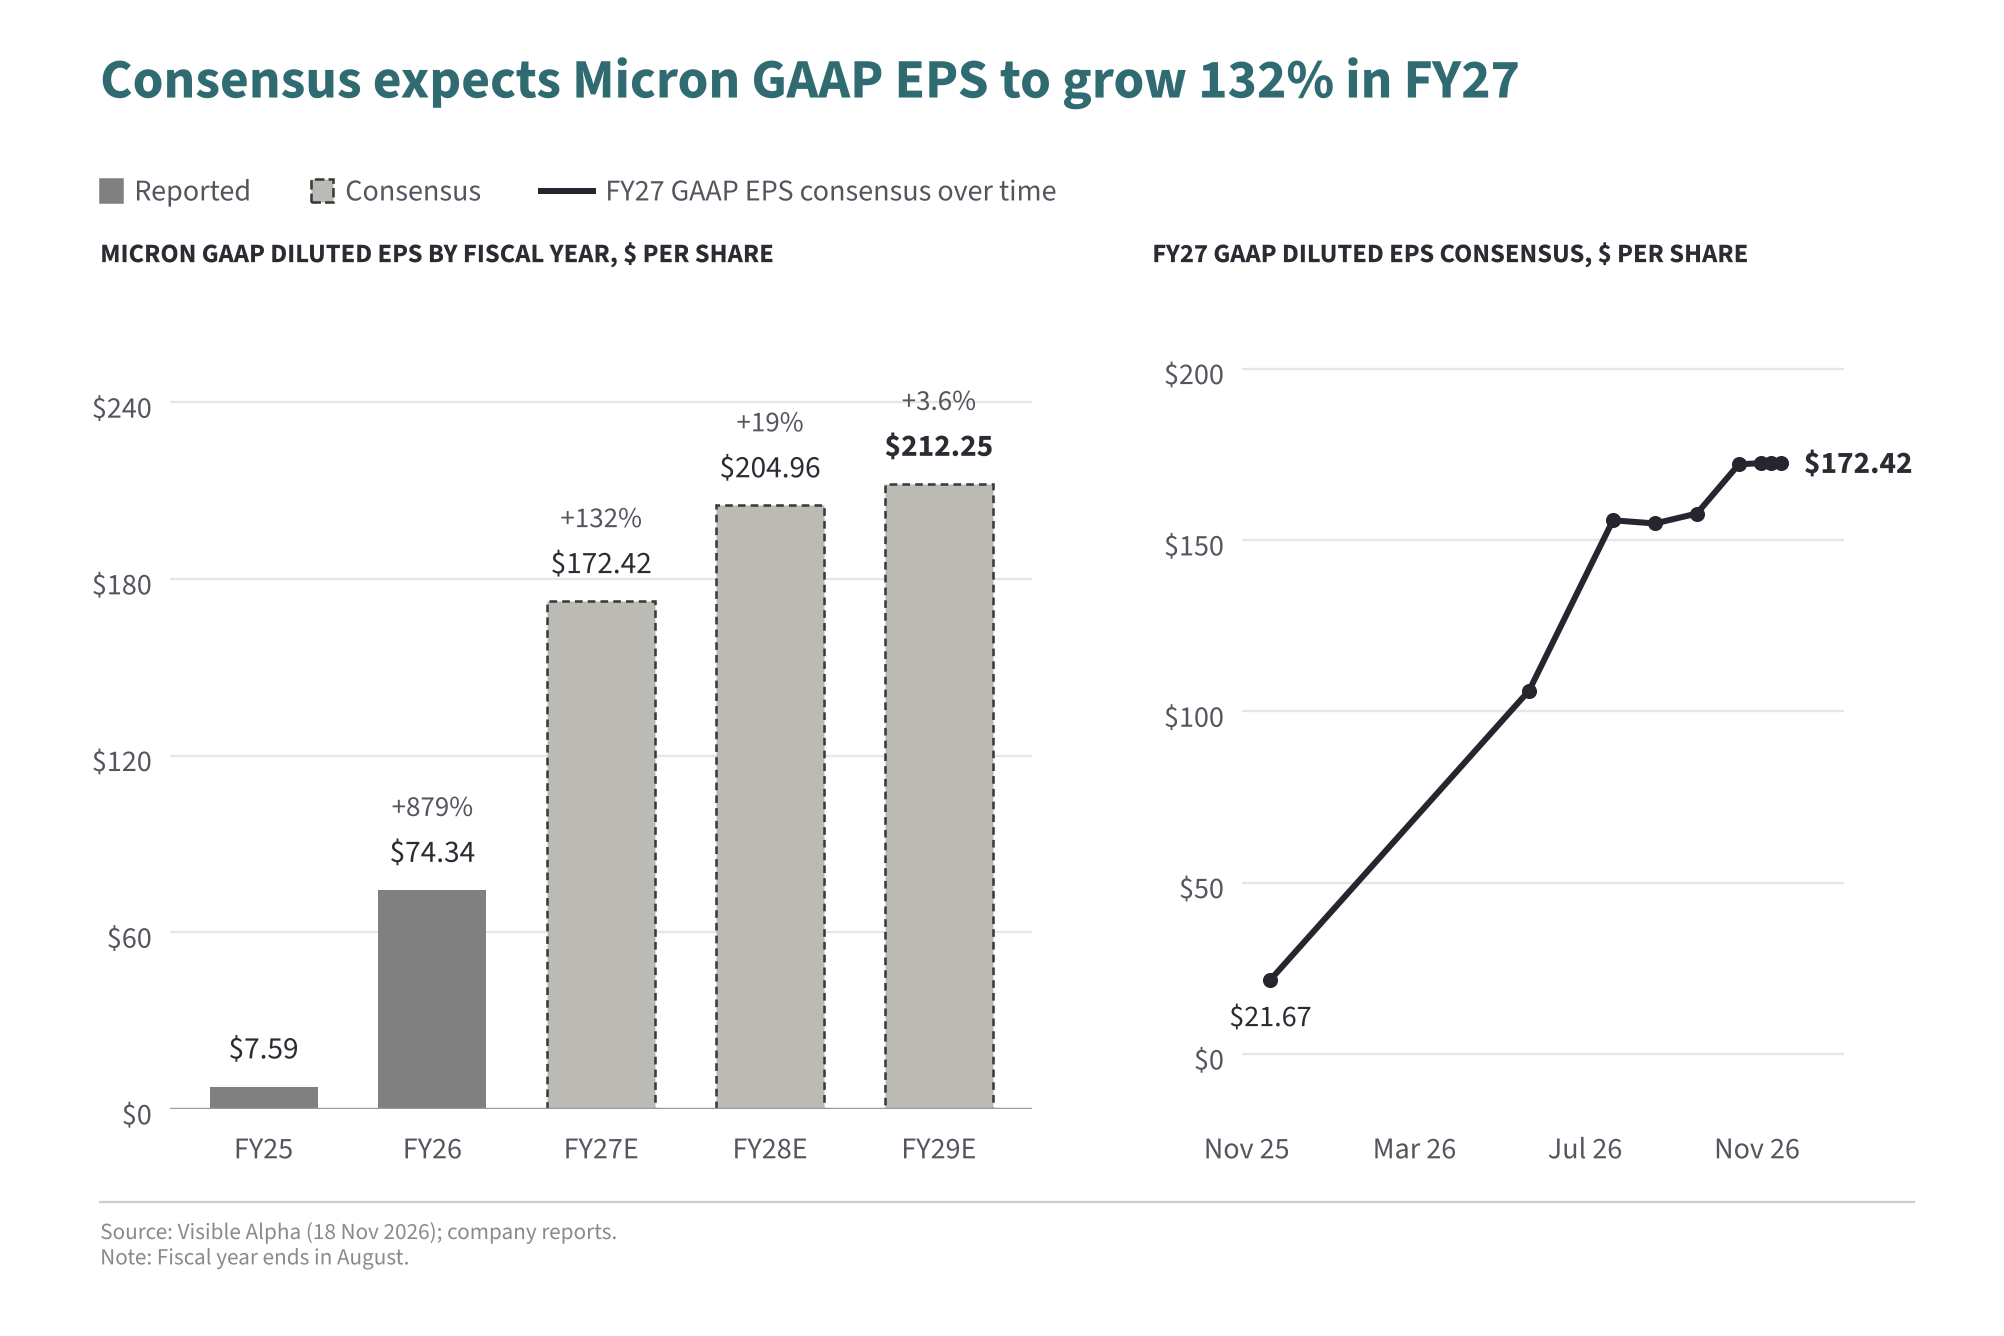 Consensus expects Micron GAAP EPS to grow 132% in FY27
Reported
Consensus
FY27 GAAP EPS consensus over time
MICRON GAAP DILUTED EPS BY FISCAL YEAR, $ PER SHARE
$240
$180
$120
$60
$0
$7.59
+879%
$74.34
+132%
$172.42
+19%
$204.96
+3.6%
$212.25
FY25
FY26
FY27E
FY28E
FY29E
FY27 GAAP DILUTED EPS CONSENSUS, $ PER SHARE
$200
$150
$100
$50
$0
$21.67
$172.42
Nov 25
Mar 26
Jul 26
Nov 26
Source: Visible Alpha (18 Nov 2026); company reports.
Note: Fiscal year ends in August.